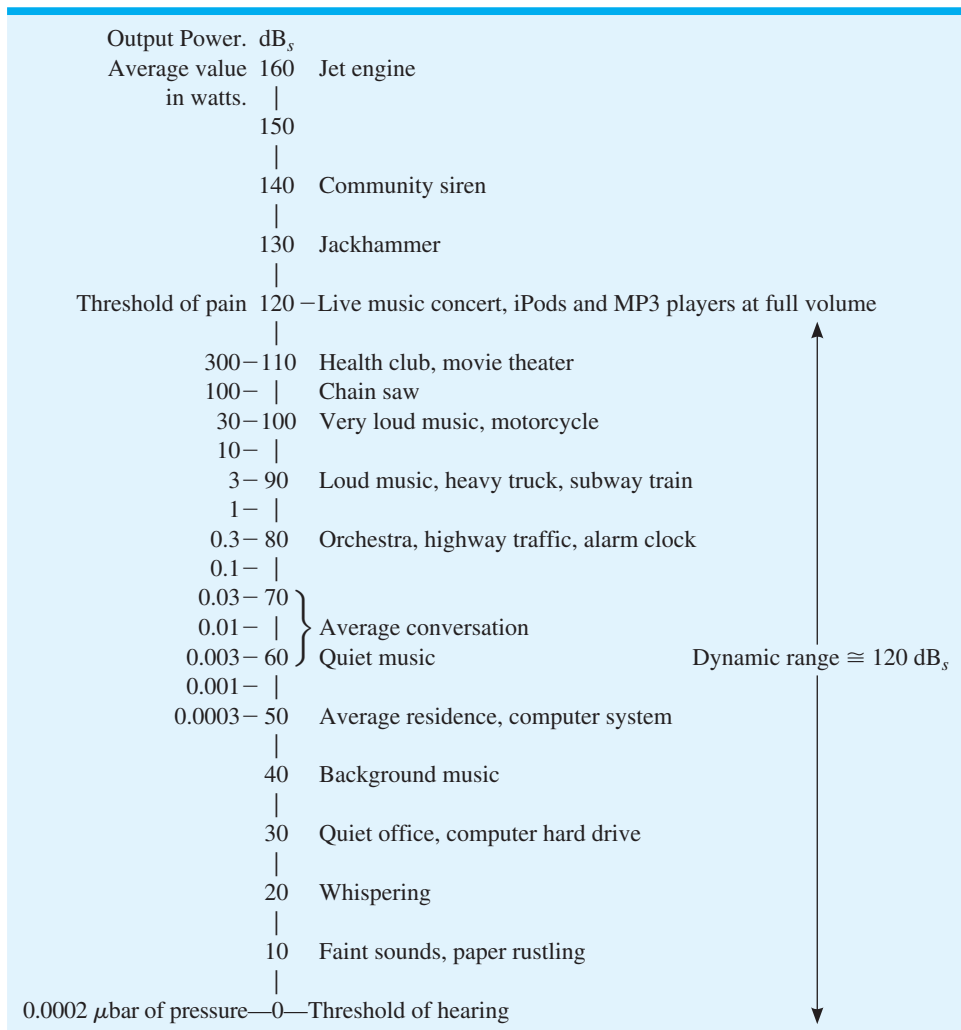 Output Power. dBₛ
Average value 160 Jet engine
in watts. |
150
|
140 Community siren
|
130 Jackhammer
|
Threshold of pain 120 – Live music concert, iPods and MP3 players at full volume
|
300 – 110 Health club, movie theater
100 – | Chain saw
30 – 100 Very loud music, motorcycle
10 – |
3 – 90 Loud music, heavy truck, subway train
1 – |
0.3 – 80 Orchestra, highway traffic, alarm clock
0.1 – |
0.03 – 70
0.01 – | Average conversation
0.003 – 60 Quiet music Dynamic range ≅ 120 dBₛ
0.001 – |
0.0003 – 50 Average residence, computer system
|
40 Background music
|
30 Quiet office, computer hard drive
|
20 Whispering
|
10 Faint sounds, paper rustling
|
0.0002 μbar of pressure—0—Threshold of hearing